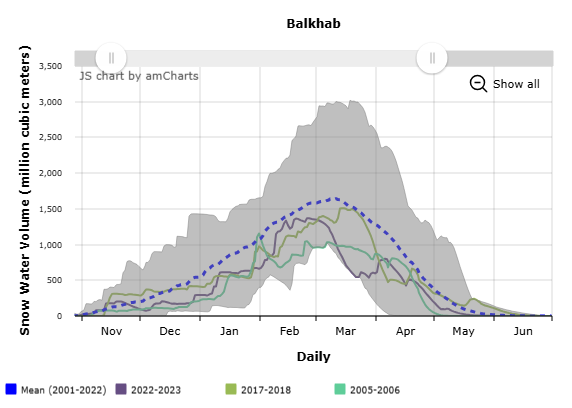 Balkhab
JS chart by amCharts
Show all
Snow Water Volume (million cubic meters)
3,500
3,000
2,500
2,000
1,500
1,000
500
0
Nov Dec Jan Feb Mar Apr May Jun
Daily
Mean (2001-2022) 2022-2023 2017-2018 2005-2006